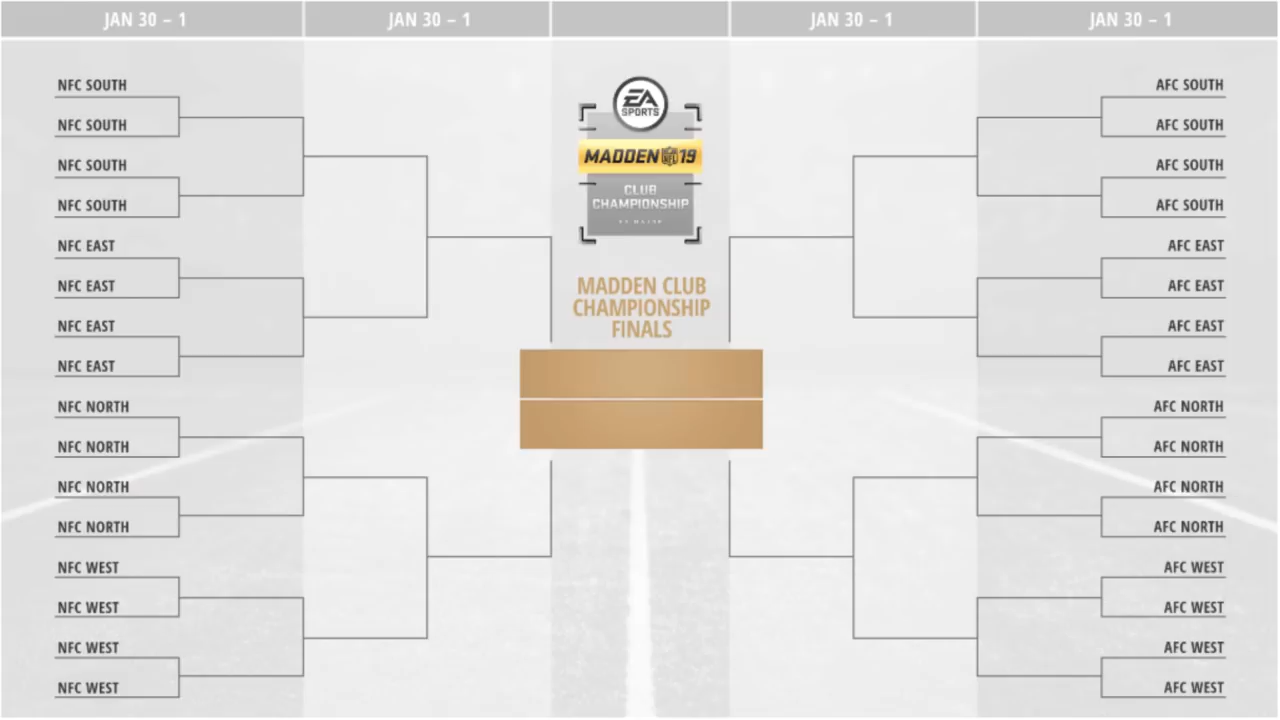 JAN 30 – 1
JAN 30 – 1
JAN 30 – 1
JAN 30 – 1
NFC SOUTH
NFC SOUTH
NFC SOUTH
NFC SOUTH
NFC EAST
NFC EAST
NFC EAST
NFC EAST
NFC NORTH
NFC NORTH
NFC NORTH
NFC NORTH
NFC WEST
NFC WEST
NFC WEST
NFC WEST
EA
SPORTS
MADDEN NFL 19
CLUB
CHAMPIONSHIP
MADDEN CLUB
CHAMPIONSHIP
FINALS
AFC SOUTH
AFC SOUTH
AFC SOUTH
AFC SOUTH
AFC EAST
AFC EAST
AFC EAST
AFC EAST
AFC NORTH
AFC NORTH
AFC NORTH
AFC NORTH
AFC WEST
AFC WEST
AFC WEST
AFC WEST